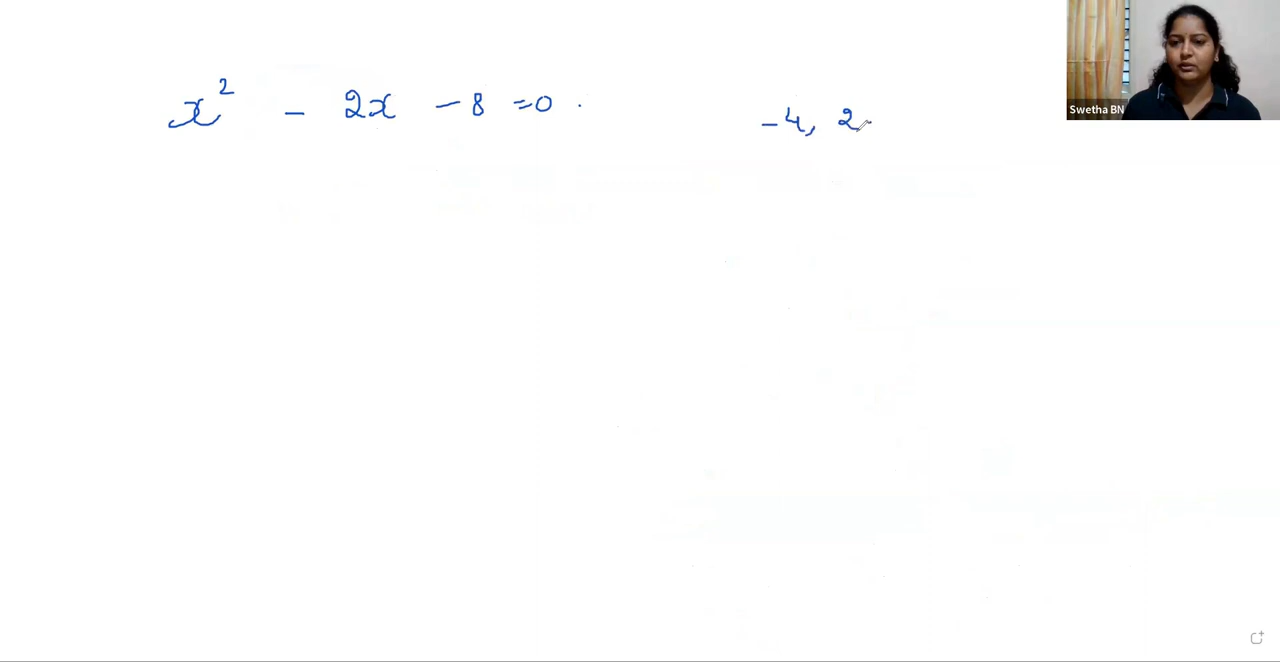 x² - 2x - 8 = 0 .
-4, 2
Swetha BN